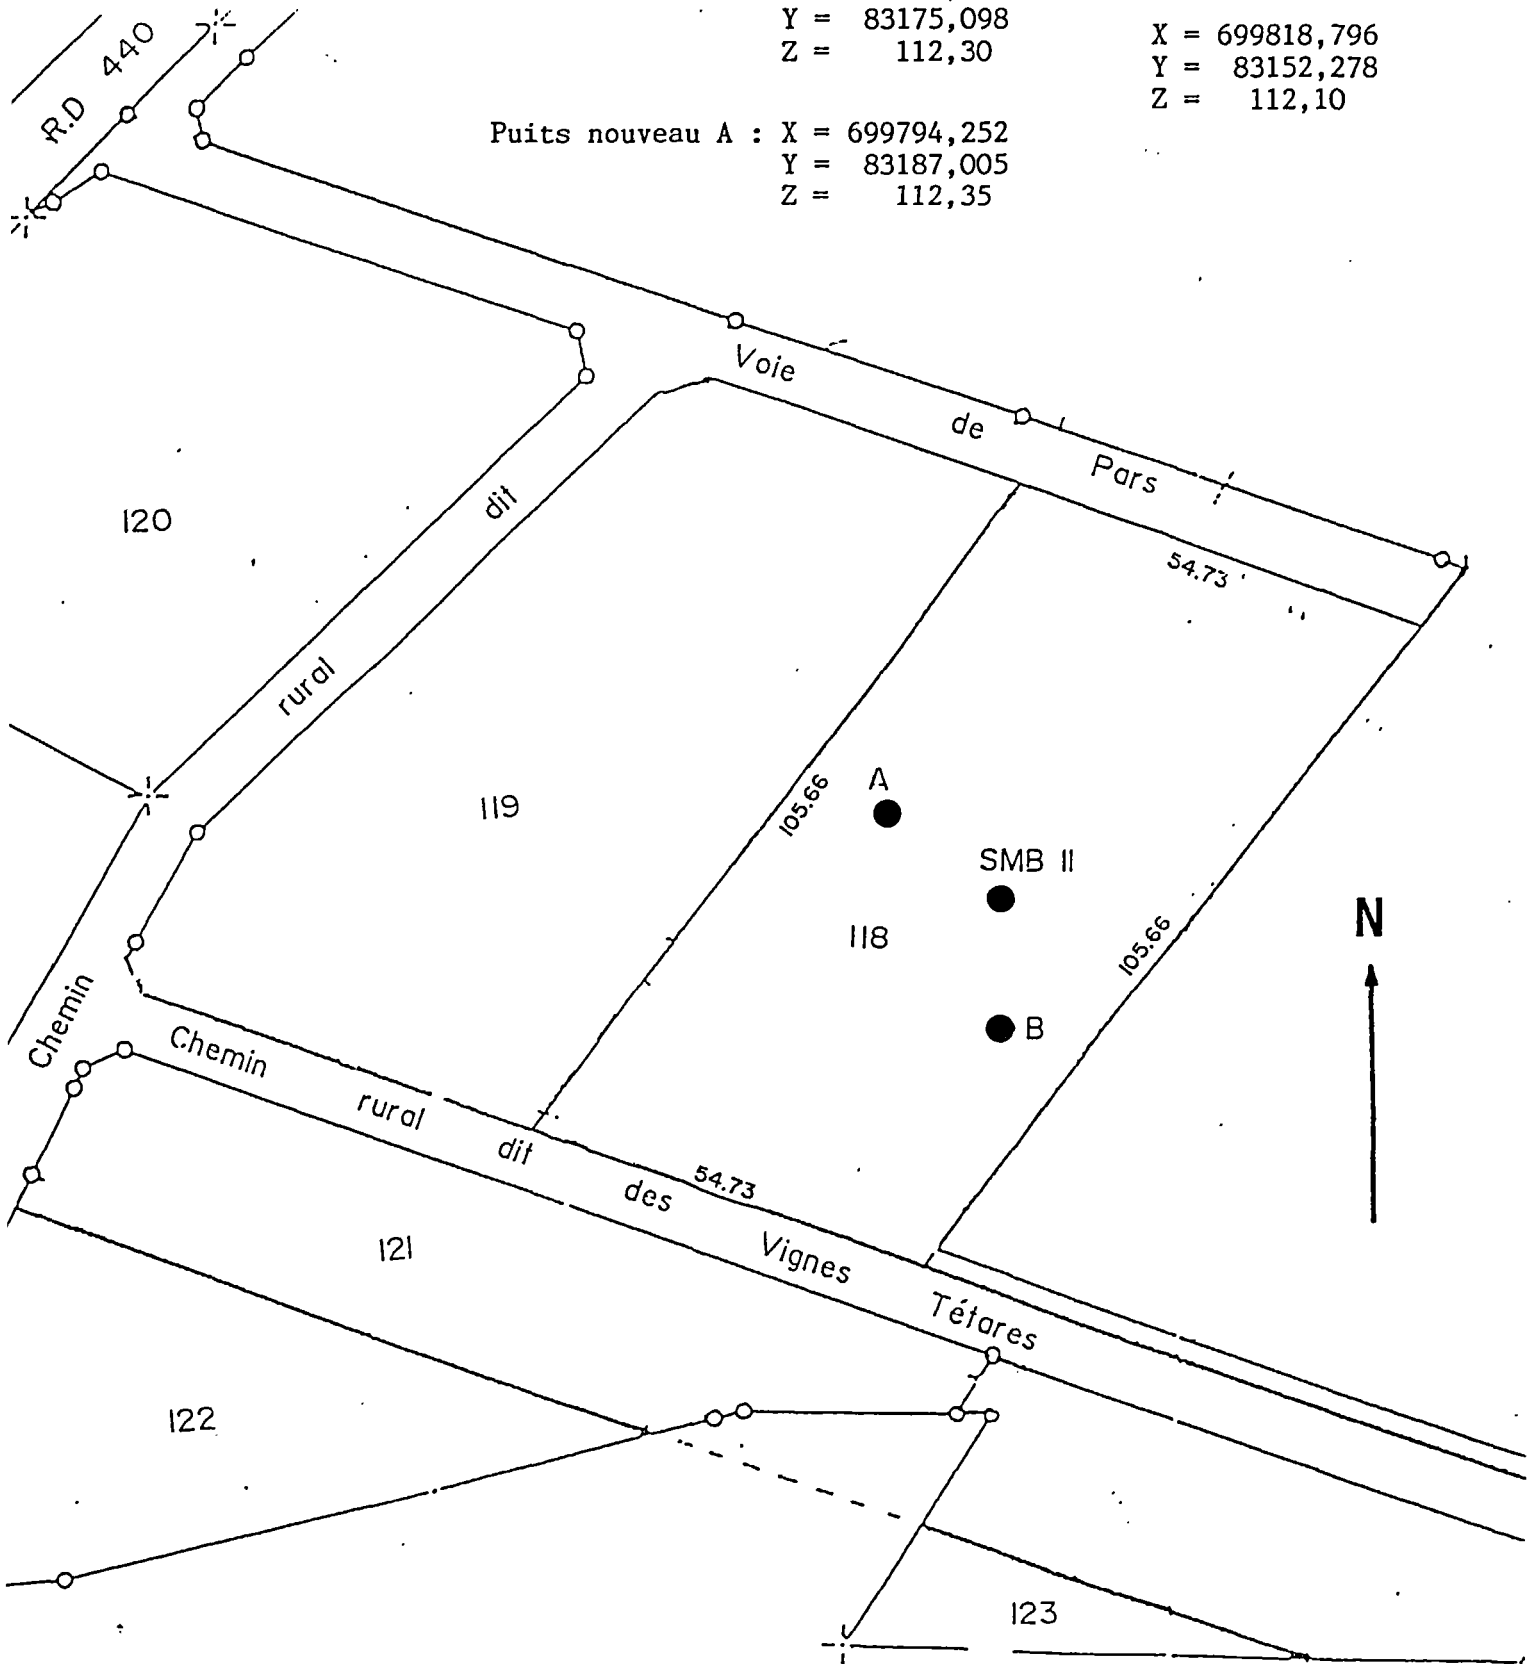 Y = 83175,098
Z = 112,30
X = 699818,796
Y = 83152,278
Z = 112,10
Puits nouveau A : X = 699794,252
Y = 83187,005
Z = 112,35
R.D 440
Voie de Pars
120
dit
54.73
rural
119
105.66
A
SMB II
118
105.66
N
B
Chemin
Chemin rural dit des Vignes Tétares
54.73
121
122
123